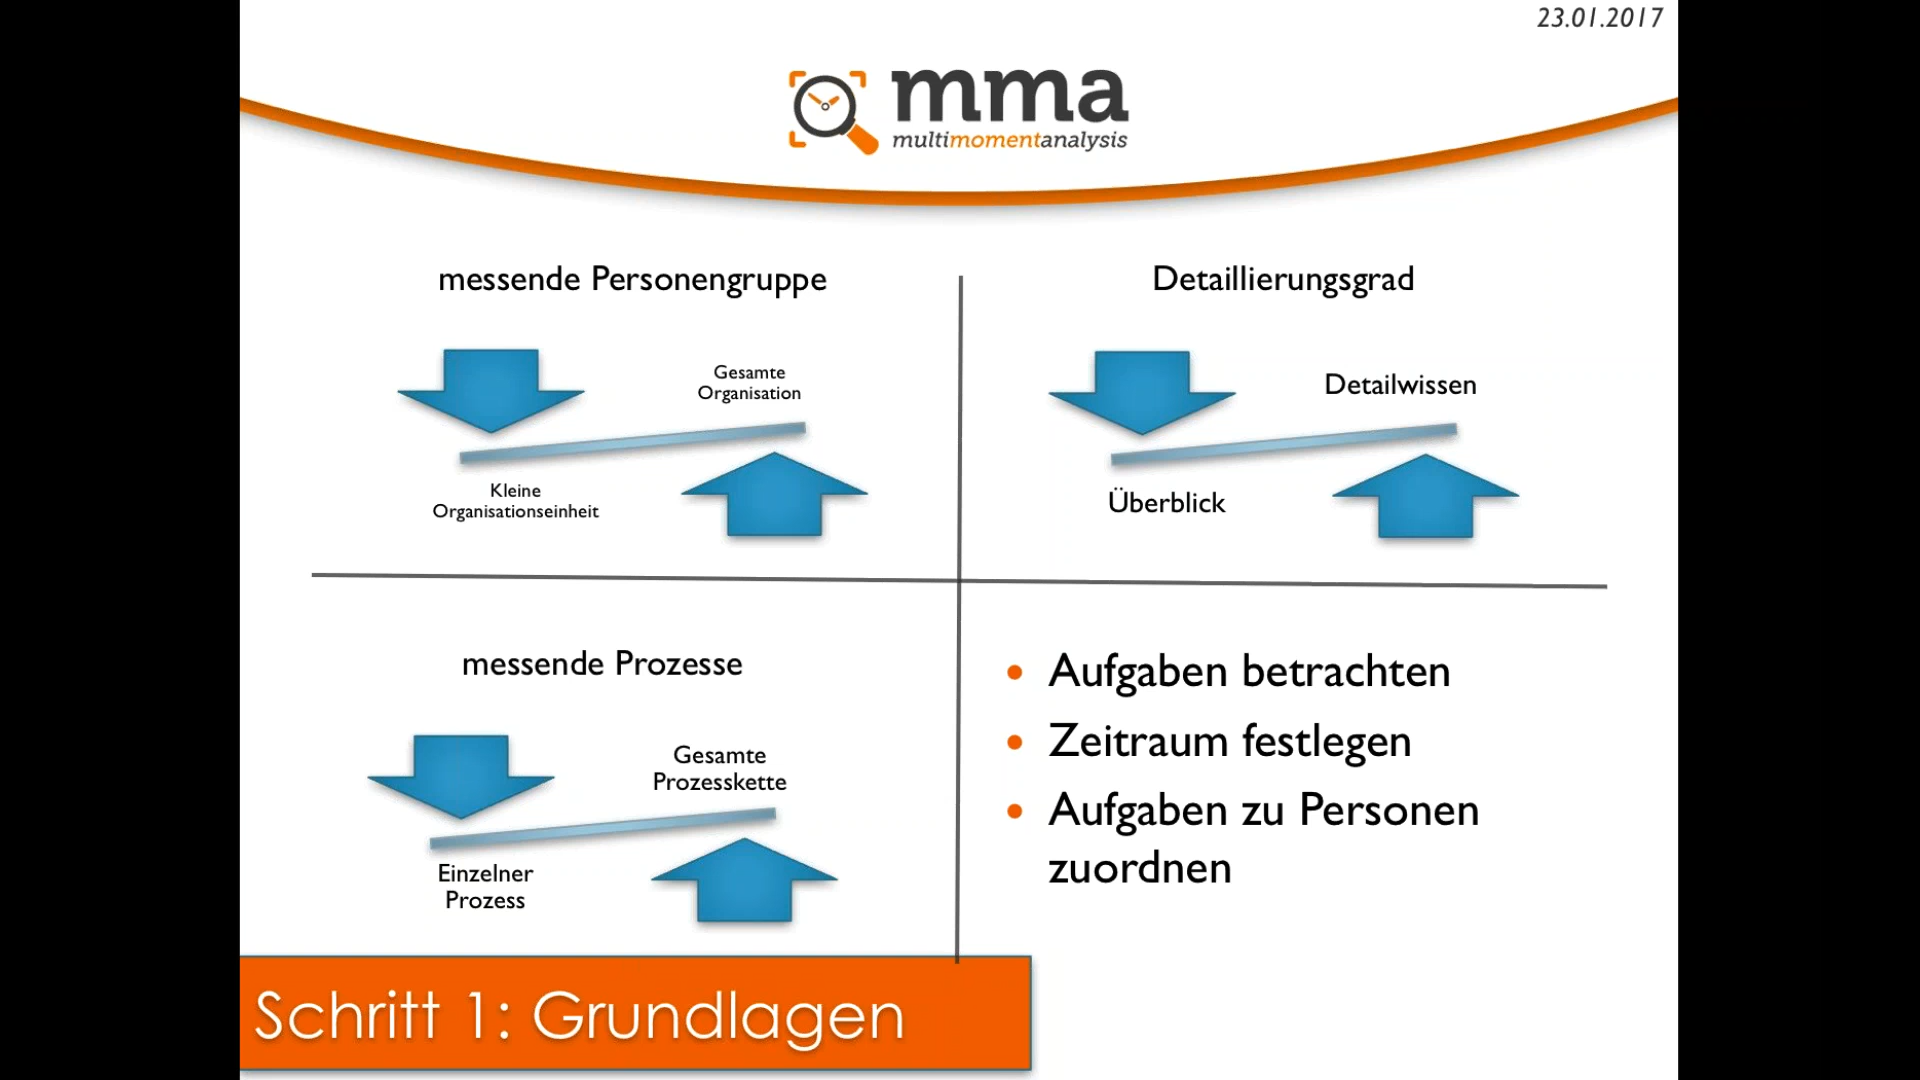 23.01.2017
mma
multimomentanalysis
messende Personengruppe
Gesamte
Organisation
Kleine
Organisationseinheit
Detaillierungsgrad
Detailwissen
Überblick
messende Prozesse
Gesamte
Prozesskette
Einzelner
Prozess
• Aufgaben betrachten
• Zeitraum festlegen
• Aufgaben zu Personen
zuordnen
Schritt 1: Grundlagen